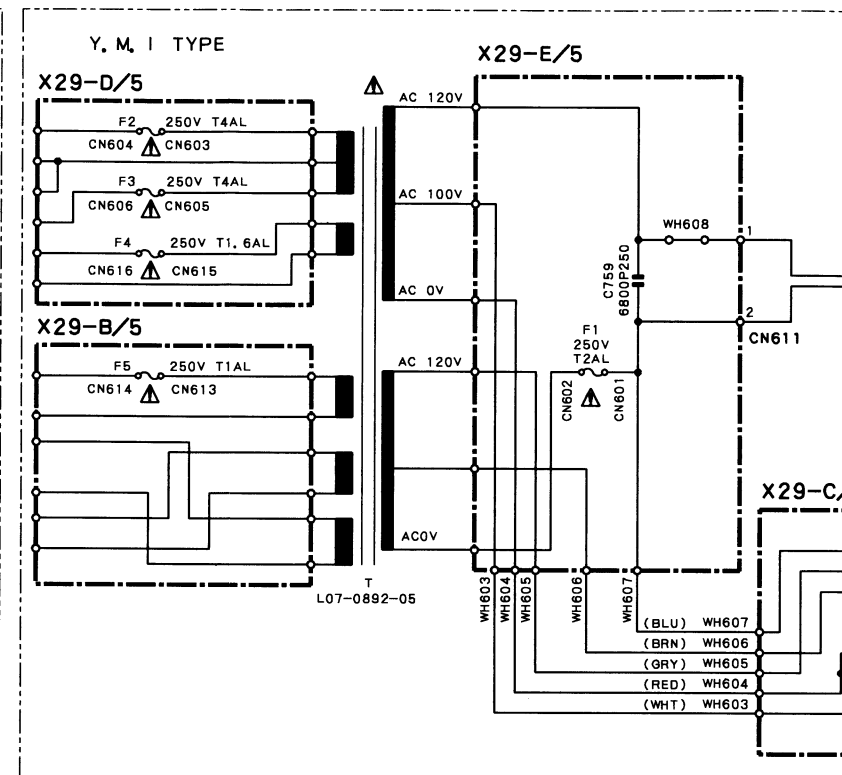 Y. M. I TYPE
X29-D/5
F2 250V T4AL
CN604 CN603
F3 250V T4AL
CN606 CN605
F4 250V T1.6AL
CN616 CN615
X29-B/5
F5 250V T1AL
CN614 CN613
T
L07-0892-05
X29-E/5
AC 120V
AC 100V
AC 0V
AC 120V
AC0V
WH608
1
2
CN611
C759
6800P250
F1
250V
T2AL
CN602
CN601
WH603
WH604
WH605
WH606
WH607
X29-C/
(BLU) WH607
(BRN) WH606
(GRY) WH605
(RED) WH604
(WHT) WH603